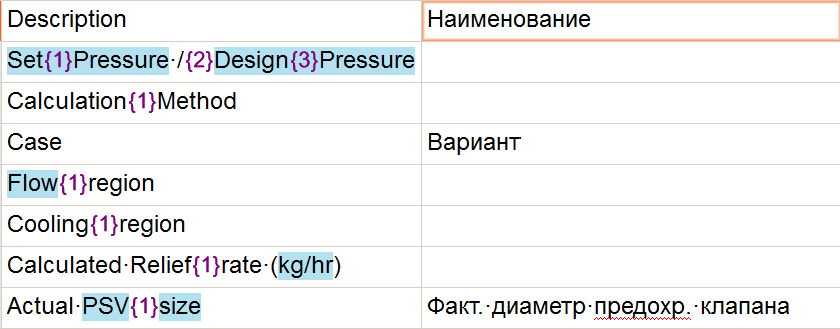 Description Наименование
Set{1}Pressure·/{2}Design{3}Pressure
Calculation{1}Method
Case Вариант
Flow{1}region
Cooling{1}region
Calculated·Relief{1}rate·(kg/hr)
Actual·PSV{1}size Факт.·диаметр·предохр.·клапана